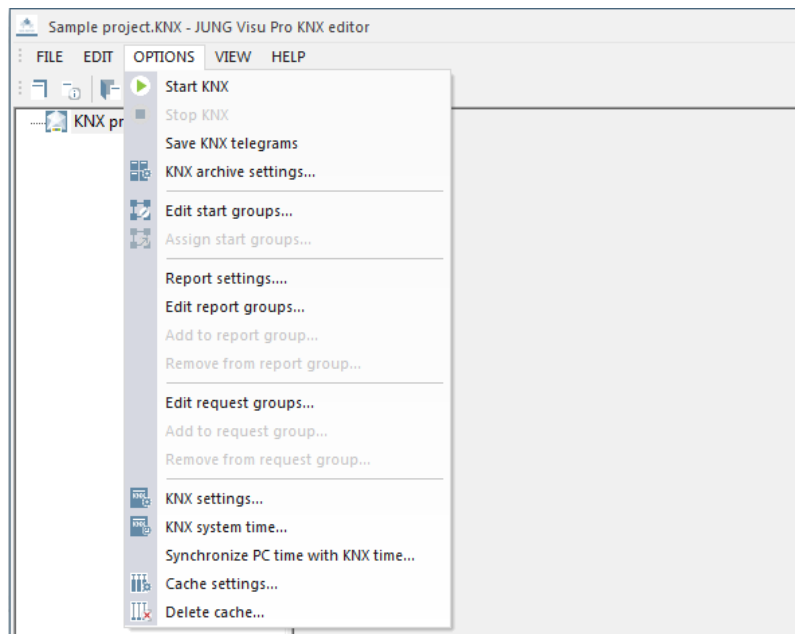 Sample project.KNX - JUNG Visu Pro KNX editor
FILE EDIT OPTIONS VIEW HELP
KNX pr
Start KNX
Stop KNX
Save KNX telegrams
KNX archive settings...
Edit start groups...
Assign start groups...
Report settings....
Edit report groups...
Add to report group...
Remove from report group...
Edit request groups...
Add to request group...
Remove from request group...
KNX settings...
KNX system time...
Synchronize PC time with KNX time...
Cache settings...
Delete cache...